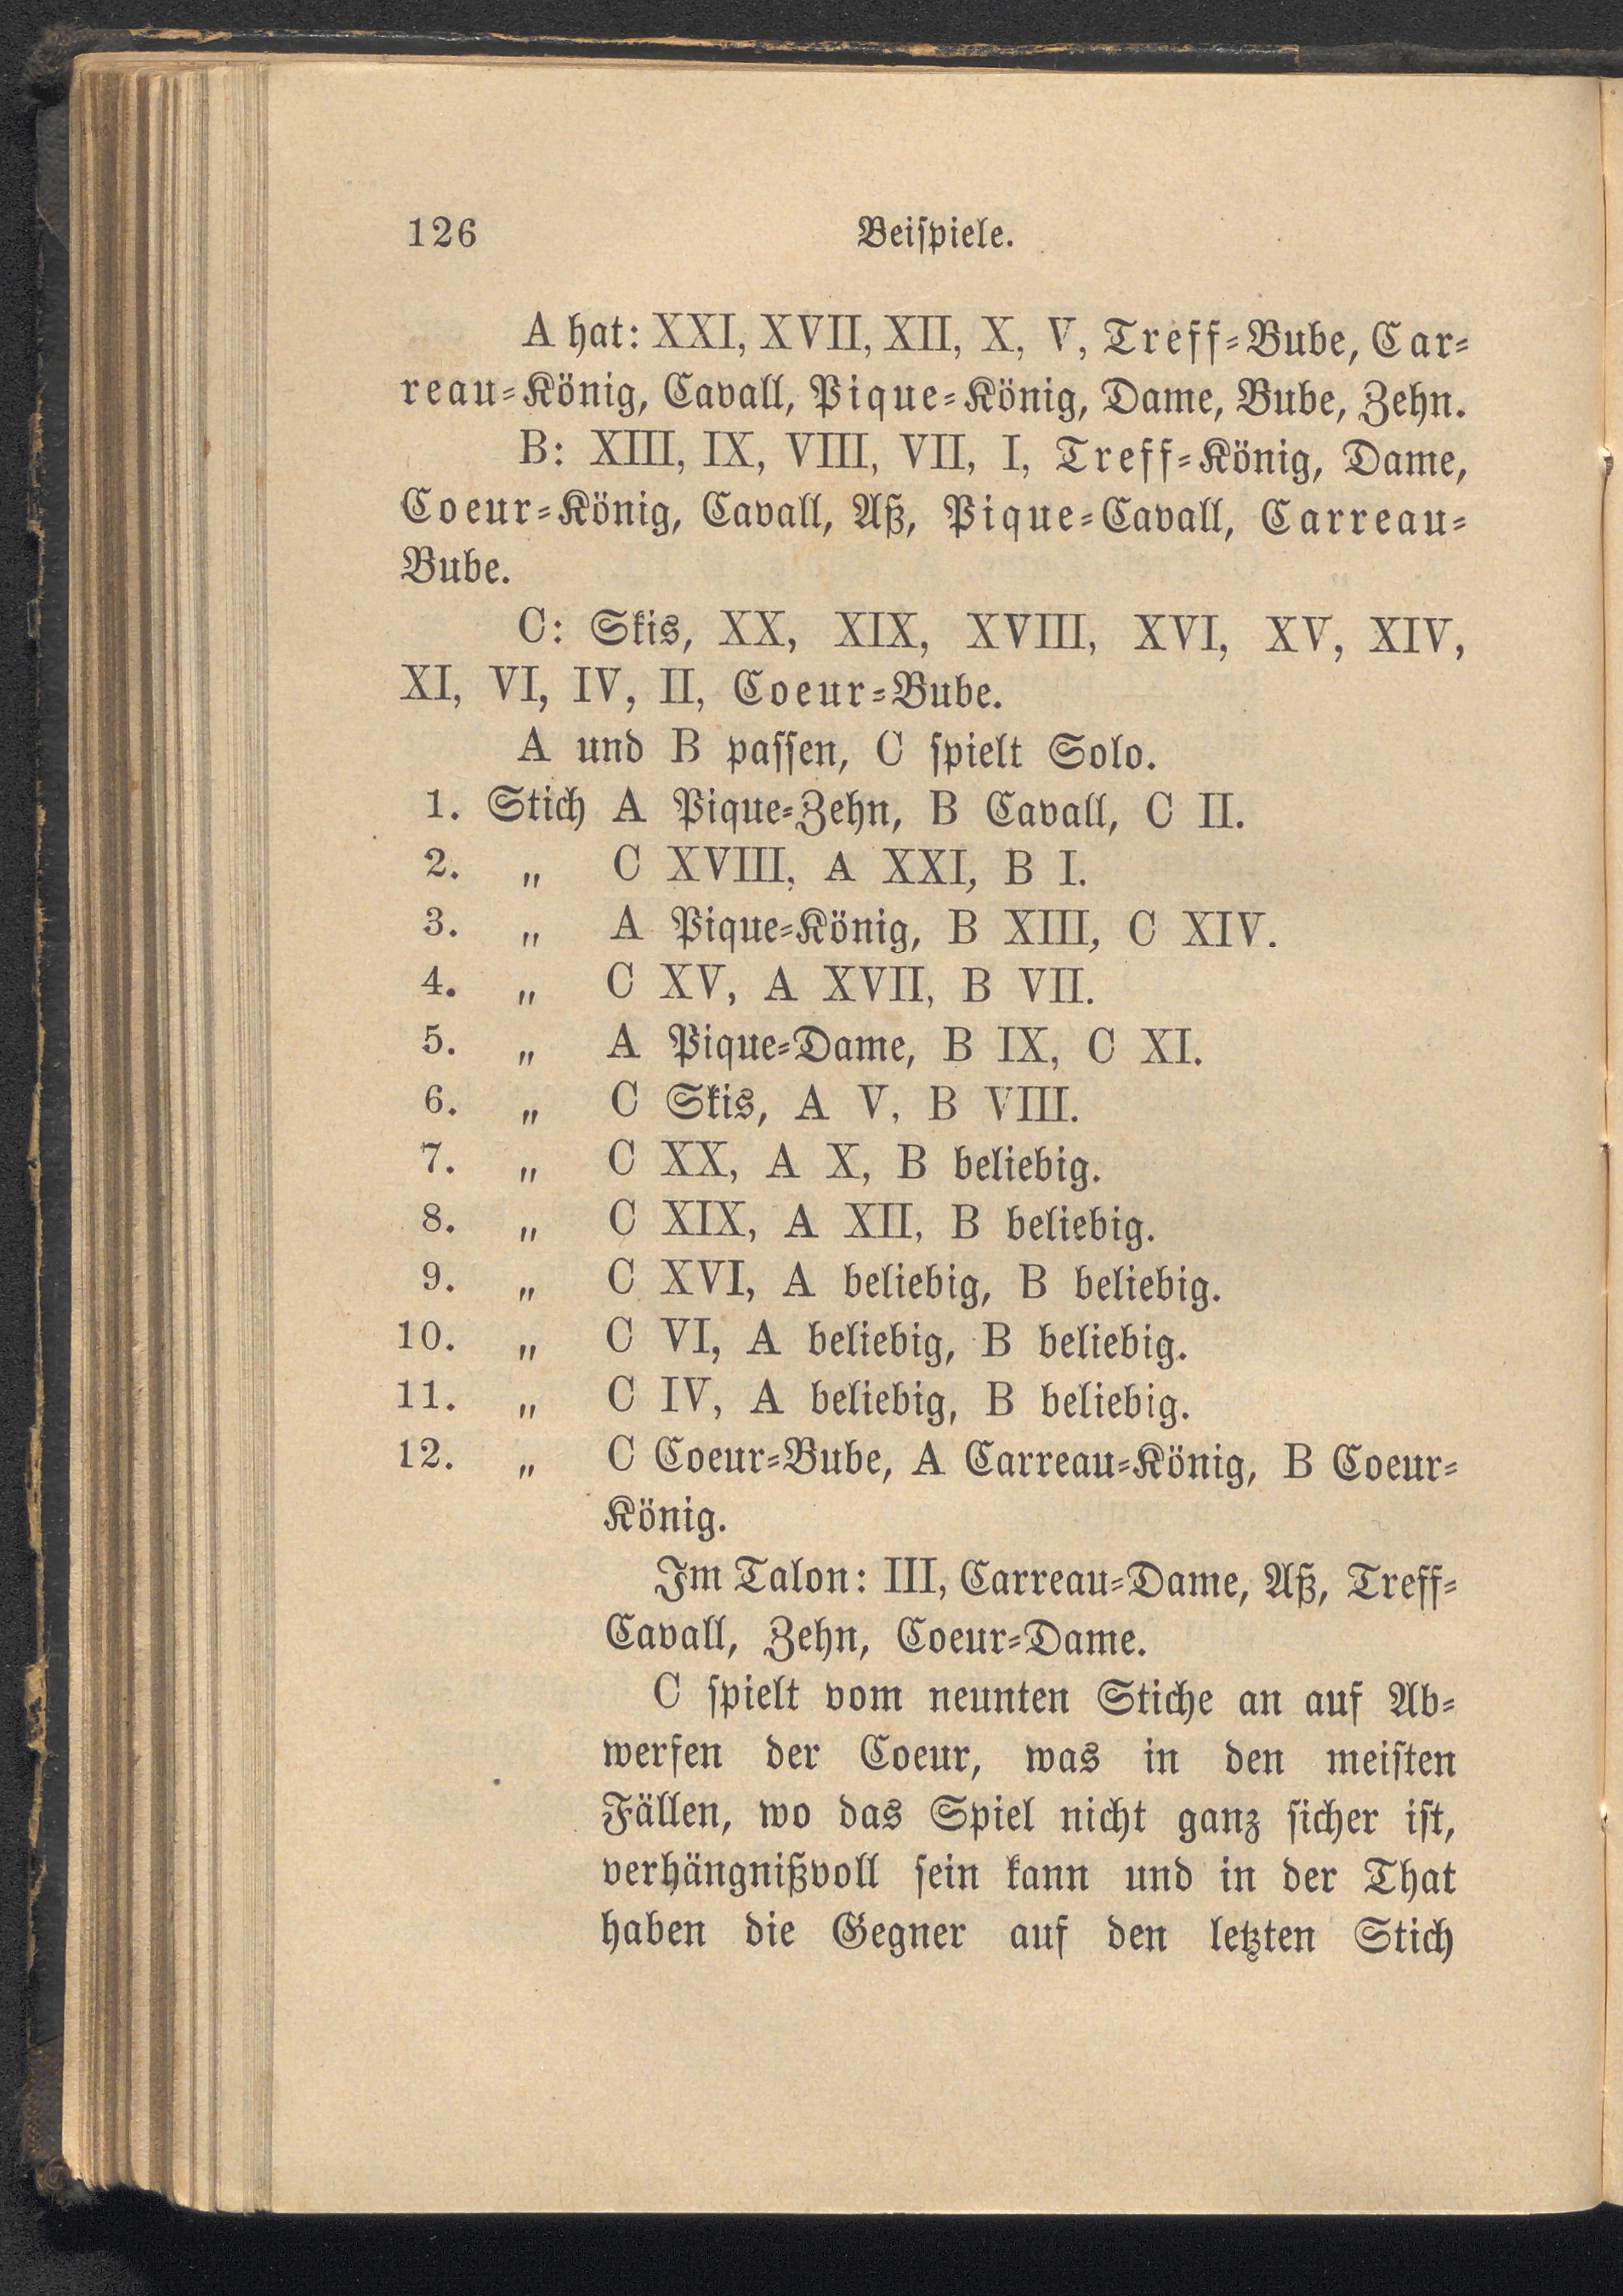 126 Beispiele.
A hat: XXI, XVII, XII, X, V, Treff-Bube, Car-
reau-König, Cavall, Pique-König, Dame, Bube, Zehn.
B: XIII, IX, VIII, VII, I, Treff-König, Dame,
Coeur-König, Cavall, Aß, Pique-Cavall, Carreau-
Bube.
C: Skis, XX, XIX, XVIII, XVI, XV, XIV,
XI, VI, IV, II, Coeur-Bube.
A und B passen, C spielt Solo.
1. Stich A Pique-Zehn, B Cavall, C II.
2. „ C XVIII, A XXI, B I.
3. „ A Pique-König, B XIII, C XIV.
4. „ C XV, A XVII, B VII.
5. „ A Pique-Dame, B IX, C XI.
6. „ C Skis, A V, B VIII.
7. „ C XX, A X, B beliebig.
8. „ C XIX, A XII, B beliebig.
9. „ C XVI, A beliebig, B beliebig.
10. „ C VI, A beliebig, B beliebig.
11. „ C IV, A beliebig, B beliebig.
12. „ C Coeur-Bube, A Carreau-König, B Coeur-
König.
Im Talon: III, Carreau-Dame, Aß, Treff-
Cavall, Zehn, Coeur-Dame.
C spielt vom neunten Stiche an auf Ab-
werfen der Coeur, was in den meisten
Fällen, wo das Spiel nicht ganz sicher ist,
verhängnißvoll sein kann und in der That
haben die Gegner auf den letzten Stich